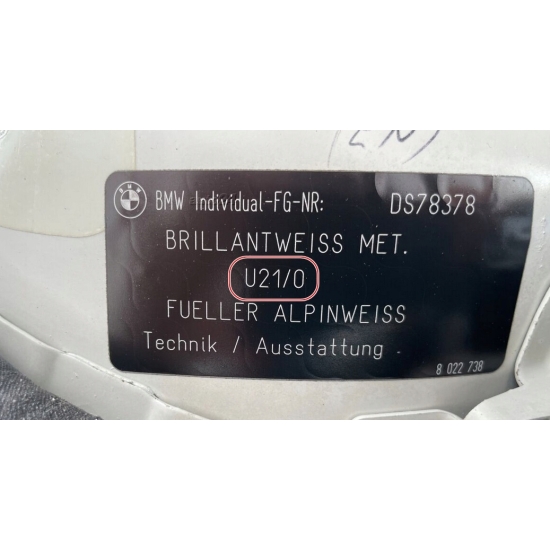 BMW Individual-FG-NR: DS78378
BRILLANTWEISS MET.
U21/0
FUELLER ALPINWEISS
Technik / Ausstattung
8 022 738